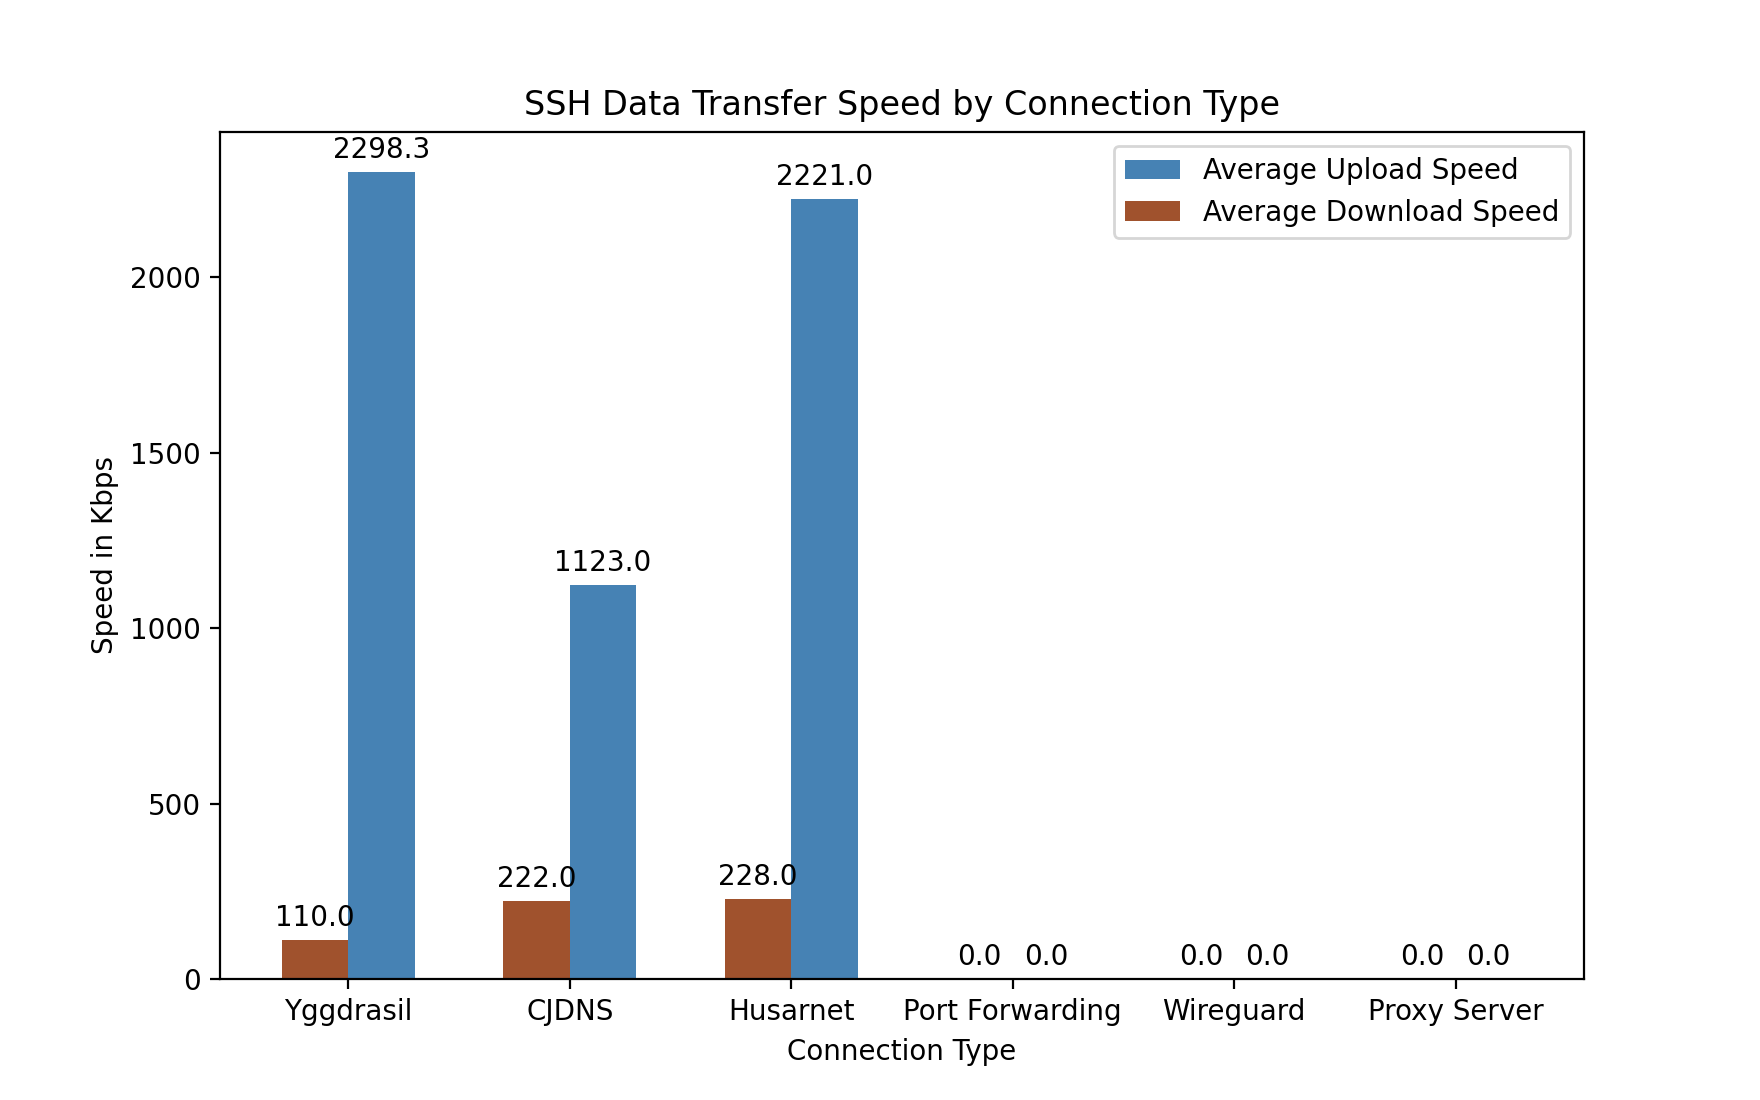 SSH Data Transfer Speed by Connection Type
Average Upload Speed
Average Download Speed
Speed in Kbps
2000
1500
1000
500
0
2298.3
2221.0
1123.0
110.0
222.0
228.0
0.0 0.0 0.0 0.0 0.0 0.0
Yggdrasil CJDNS Husarnet Port Forwarding Wireguard Proxy Server
Connection Type